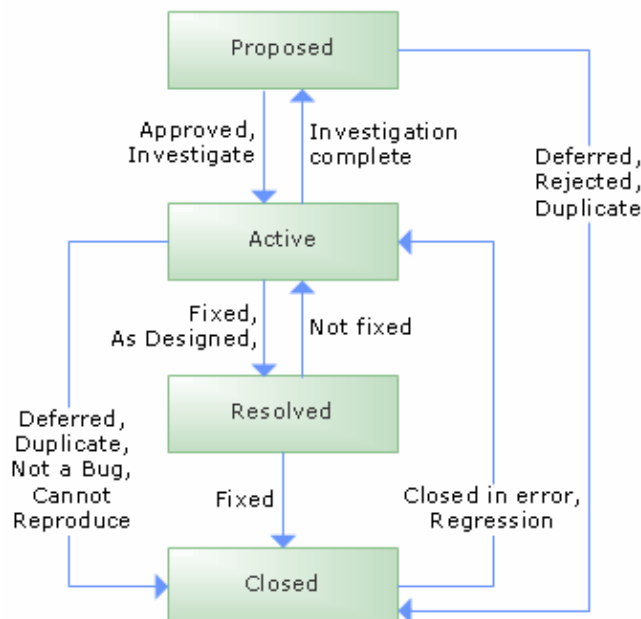 Proposed
Approved,
Investigate
Investigation
complete
Deferred,
Rejected,
Duplicate
Active
Fixed,
As Designed,
Not fixed
Resolved
Deferred,
Duplicate,
Not a Bug,
Cannot
Reproduce
Fixed
Closed in error,
Regression
Closed